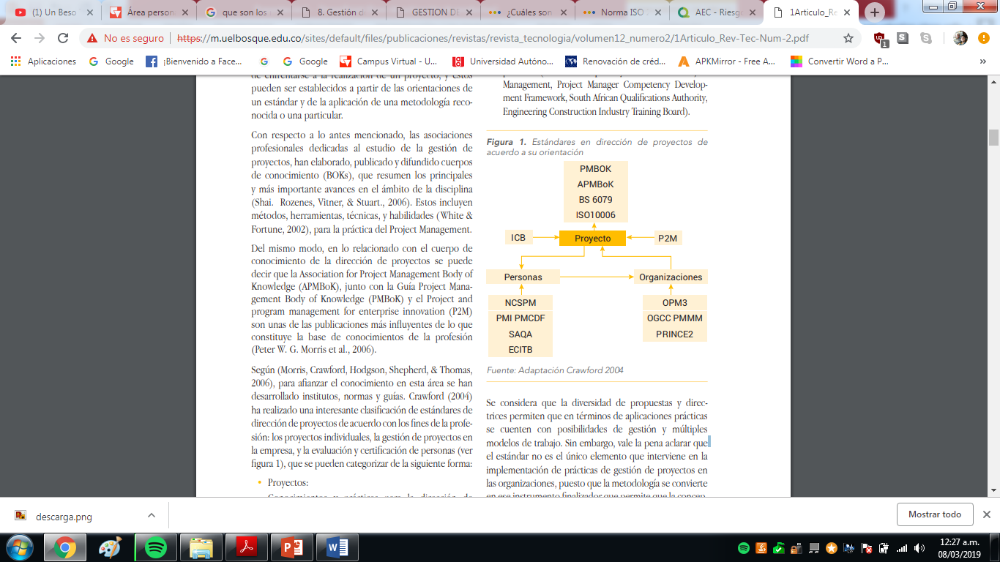 (1) Un Beso
Área person
que son los
8. Gestión d
GESTION DE
¿Cuáles son
Norma ISO
AEC - Riesg
1Articulo_Re
No es seguro
https://m.uelbosque.edu.co/sites/default/files/publicaciones/revistas/revista_tecnologia/volumen12_numero2/1Articulo_Rev-Tec-Num-2.pdf
1
Aplicaciones
Google
¡Bienvenido a Face...
Google
Campus Virtual - U...
Universidad Autóno...
Renovación de créd...
APKMirror - Free A...
Convertir Word a P...
»
de enfrentarse a la realización de un proyecto, y estos
pueden ser establecidos a partir de las orientaciones de
un estándar y de la aplicación de una metodología reco-
nocida o una particular.
Con respecto a lo antes mencionado, las asociaciones
profesionales dedicadas al estudio de la gestión de
proyectos, han elaborado, publicado y difundido cuerpos
de conocimiento (BOKs), que resumen los principales
y más importante avances en el ámbito de la disciplina
(Shai. Rozenes, Vitner, & Stuart., 2006). Estos incluyen
métodos, herramientas, técnicas, y habilidades (White &
Fortune, 2002), para la práctica del Project Management.
Del mismo modo, en lo relacionado con el cuerpo de
conocimiento de la dirección de proyectos se puede
decir que la Association for Project Management Body of
Knowledge (APMBoK), junto con la Guía Project Mana-
gement Body of Knowledge (PMBoK) y el Project and
program management for enterprise innovation (P2M)
son unas de las publicaciones más influyentes de lo que
constituye la base de conocimientos de la profesión
(Peter W. G. Morris et al., 2006).
Según (Morris, Crawford, Hodgson, Shepherd, & Thomas,
2006), para afianzar el conocimiento en esta área se han
desarrollado institutos, normas y guías. Crawford (2004)
ha realizado una interesante clasificación de estándares de
dirección de proyectos de acuerdo con los fines de la profe-
sión: los proyectos individuales, la gestión de proyectos en
la empresa, y la evaluación y certificación de personas (ver
figura 1), que se pueden categorizar de la siguiente forma:
• Proyectos:
Management, Project Manager Competency Develop-
ment Framework, South African Qualifications Authority,
Engineering Construction Industry Training Board).
Figura 1. Estándares en dirección de proyectos de
acuerdo a su orientación
PMBOK
APMBoK
BS 6079
ISO10006
ICB
Proyecto
P2M
Personas
Organizaciones
NCSPM
PMI PMCDF
SAQA
ECITB
OPM3
OGCC PMMM
PRINCE2
Fuente: Adaptación Crawford 2004
Se considera que la diversidad de propuestas y direc-
trices permiten que en términos de aplicaciones prácticas
se cuenten con posibilidades de gestión y múltiples
modelos de trabajo. Sin embargo, vale la pena aclarar que
el estándar no es el único elemento que interviene en la
implementación de prácticas de gestión de proyectos en
las organizaciones, puesto que la metodología se convierte
en ese instrumento finalizador que permite que la concep-
descarga.png
Mostrar todo
12:27 a.m.
08/03/2019